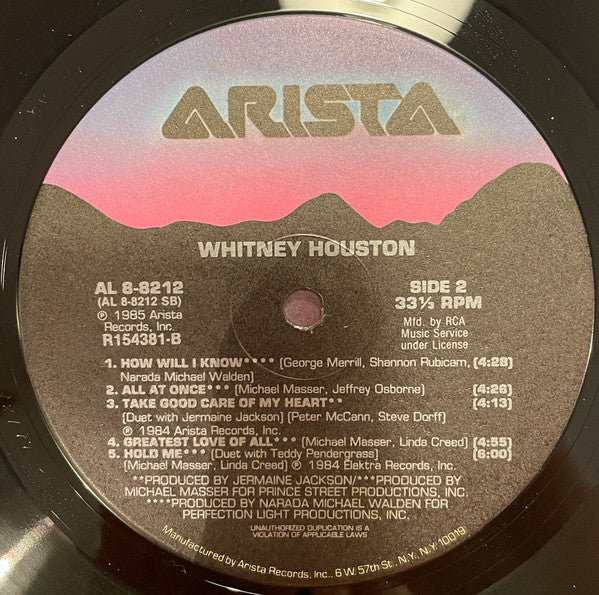 ARISTA
WHITNEY HOUSTON
AL 8-8212
(AL 8-8212 SB)
℗ 1985 Arista
Records, Inc.
R154381-B
SIDE 2
33⅓ RPM
Mfd. by RCA
Music Service
under License
1. HOW WILL I KNOW**** (George Merrill, Shannon Rubicam, (4:28)
Narada Michael Walden)
2. ALL AT ONCE*** (Michael Masser, Jeffrey Osborne) (4:26)
3. TAKE GOOD CARE OF MY HEART** (4:13)
(Duet with Jermaine Jackson) (Peter McCann, Steve Dorff)
℗ 1984 Arista Records, Inc.
4. GREATEST LOVE OF ALL*** (Michael Masser, Linda Creed) (4:55)
5. HOLD ME*** (Duet with Teddy Pendergrass) (6:00)
(Michael Masser, Linda Creed) ℗ 1984 Elektra Records, Inc.
**PRODUCED BY JERMAINE JACKSON/***PRODUCED BY
MICHAEL MASSER FOR PRINCE STREET PRODUCTIONS, INC.
****PRODUCED BY NARADA MICHAEL WALDEN FOR
PERFECTION LIGHT PRODUCTIONS, INC.
UNAUTHORIZED DUPLICATION IS A
VIOLATION OF APPLICABLE LAWS
Manufactured by Arista Records, Inc., 6 W. 57th St., N.Y. N.Y. 10019